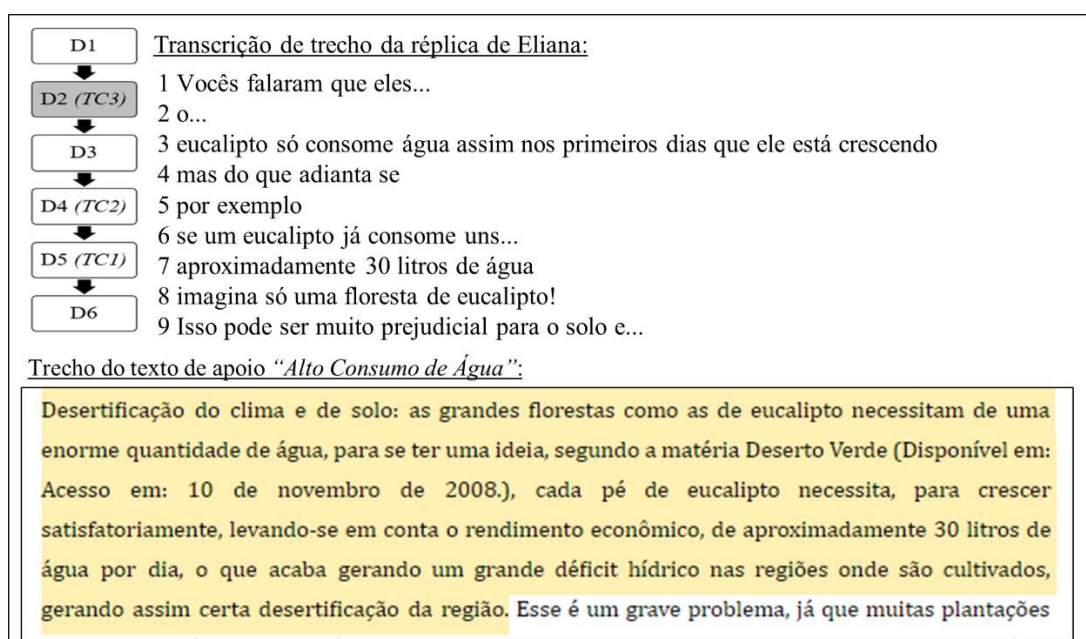 D1
D2 (TC3)
D3
D4 (TC2)
D5 (TC1)
D6
Transcrição de trecho da réplica de Eliana:
1 Vocês falaram que eles...
2 o...
3 eucalipto só consome água assim nos primeiros dias que ele está crescendo
4 mas do que adianta se
5 por exemplo
6 se um eucalipto já consome uns...
7 aproximadamente 30 litros de água
8 imagina só uma floresta de eucalipto!
9 Isso pode ser muito prejudicial para o solo e...
Trecho do texto de apoio “Alto Consumo de Água”:
Desertificação do clima e de solo: as grandes florestas como as de eucalipto necessitam de uma
enorme quantidade de água, para se ter uma ideia, segundo a matéria Deserto Verde (Disponível em:
Acesso em: 10 de novembro de 2008.), cada pé de eucalipto necessita, para crescer
satisfatoriamente, levando-se em conta o rendimento econômico, de aproximadamente 30 litros de
água por dia, o que acaba gerando um grande déficit hídrico nas regiões onde são cultivados,
gerando assim certa desertificação da região. Esse é um grave problema, já que muitas plantações